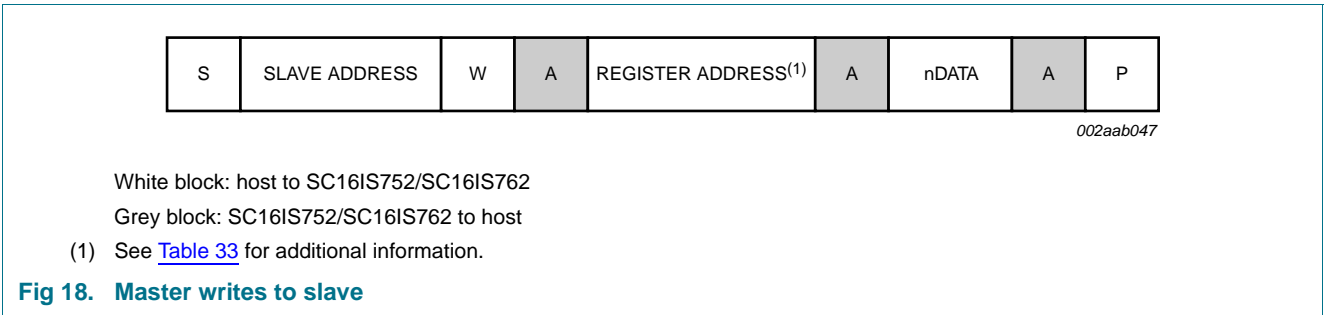 S SLAVE ADDRESS W A REGISTER ADDRESS(1) A nDATA A P
002aab047
White block: host to SC16IS752/SC16IS762
Grey block: SC16IS752/SC16IS762 to host
(1) See Table 33 for additional information.
Fig 18. Master writes to slave